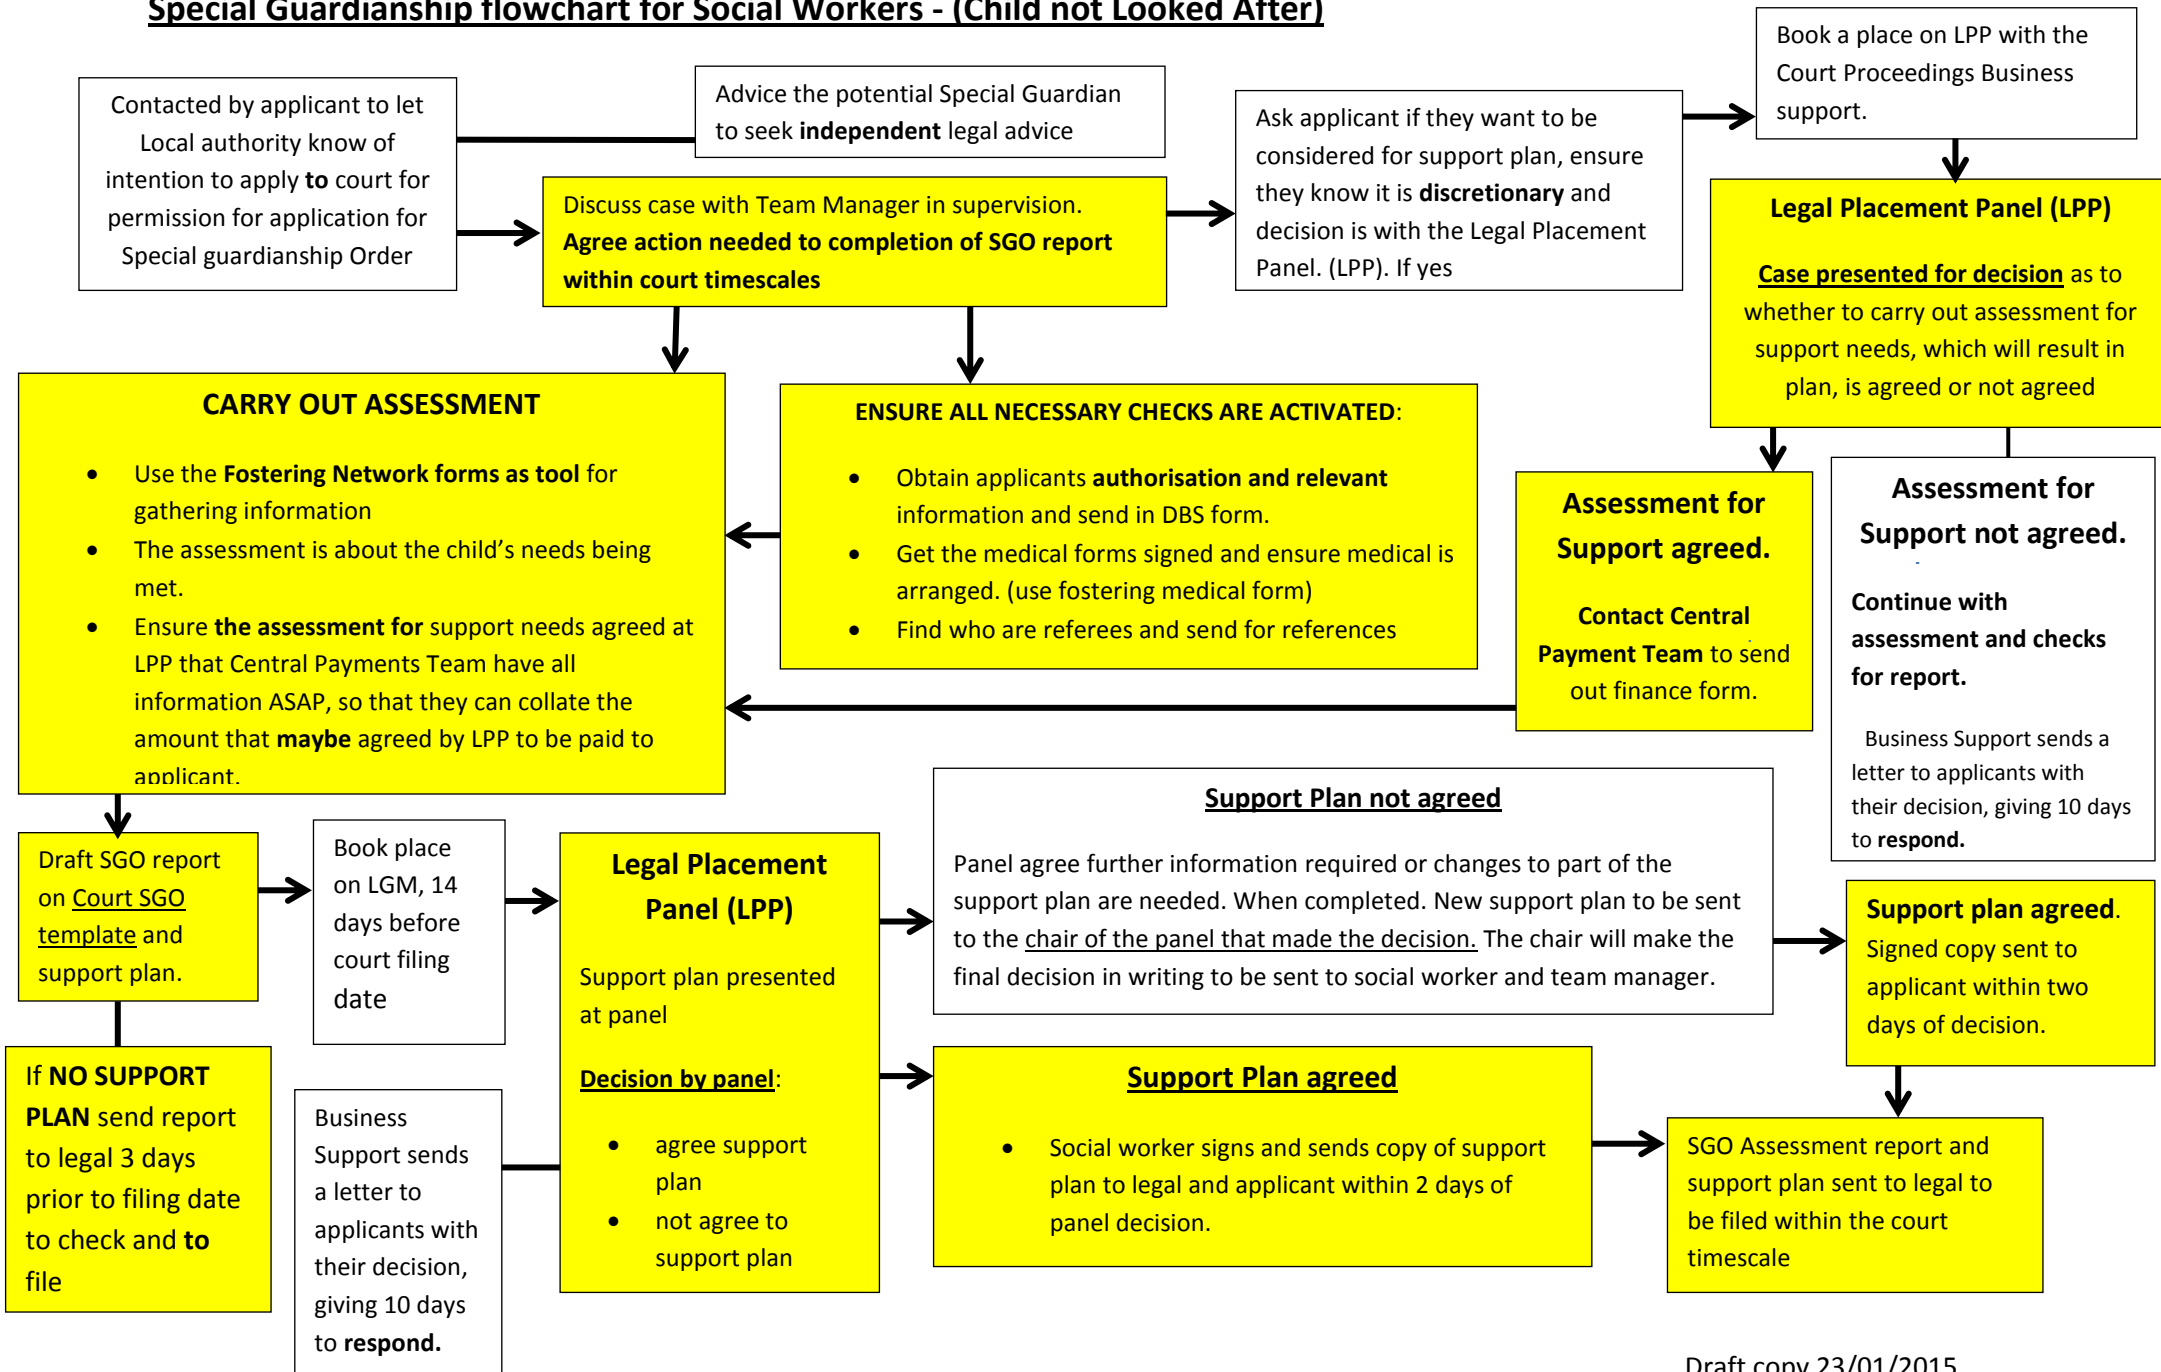 Special Guardianship flowchart for Social Workers - (Child not Looked After)
Contacted by applicant to let
Local authority know of
intention to apply to court for
permission for application for
Special guardianship Order
Advice the potential Special Guardian
to seek independent legal advice
Discuss case with Team Manager in supervision.
Agree action needed to completion of SGO report
within court timescales
Ask applicant if they want to be
considered for support plan, ensure
they know it is discretionary and
decision is with the Legal Placement
Panel. (LPP). If yes
Book a place on LPP with the
Court Proceedings Business
support.
Legal Placement Panel (LPP)
Case presented for decision as to
whether to carry out assessment for
support needs, which will result in
plan, is agreed or not agreed
CARRY OUT ASSESSMENT
• Use the Fostering Network forms as tool for
gathering information
• The assessment is about the child's needs being
met.
• Ensure the assessment for support needs agreed at
LPP that Central Payments Team have all
information ASAP, so that they can collate the
amount that maybe agreed by LPP to be paid to
applicant.
ENSURE ALL NECESSARY CHECKS ARE ACTIVATED:
• Obtain applicants authorisation and relevant
information and send in DBS form.
• Get the medical forms signed and ensure medical is
arranged. (use fostering medical form)
• Find who are referees and send for references
Assessment for
Support agreed.
Contact Central
Payment Team to send
out finance form.
Assessment for
Support not agreed.
Continue with
assessment and checks
for report.
Business Support sends a
letter to applicants with
their decision, giving 10 days
to respond.
Draft SGO report
on Court SGO
template and
support plan.
If NO SUPPORT
PLAN send report
to legal 3 days
prior to filing date
to check and to
file
Book place
on LGM, 14
days before
court filing
date
Business
Support sends
a letter to
applicants with
their decision,
giving 10 days
to respond.
Legal Placement
Panel (LPP)
Support plan presented
at panel
Decision by panel:
• agree support
plan
• not agree to
support plan
Support Plan not agreed
Panel agree further information required or changes to part of the
support plan are needed. When completed. New support plan to be sent
to the chair of the panel that made the decision. The chair will make the
final decision in writing to be sent to social worker and team manager.
Support Plan agreed
• Social worker signs and sends copy of support
plan to legal and applicant within 2 days of
panel decision.
Support plan agreed.
Signed copy sent to
applicant within two
days of decision.
SGO Assessment report and
support plan sent to legal to
be filed within the court
timescale
Draft copy 23/01/2015